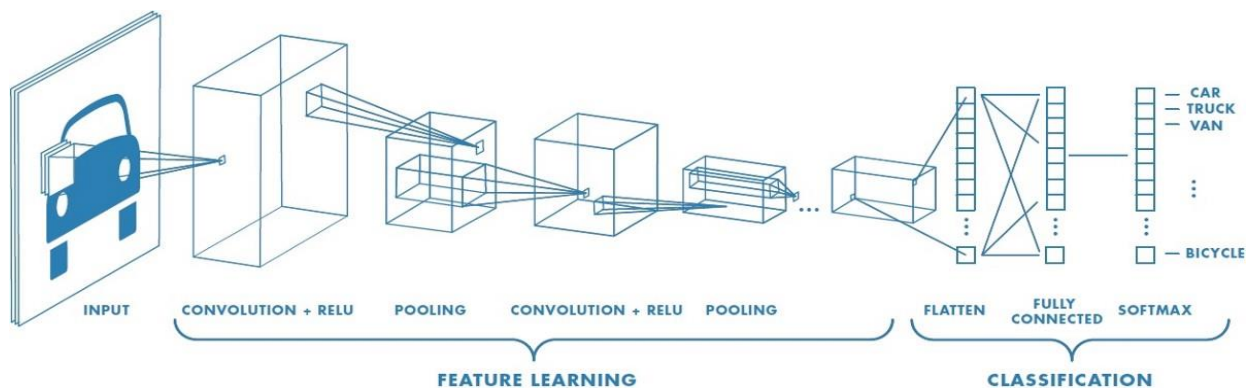 CAR
TRUCK
VAN
BICYCLE
INPUT
CONVOLUTION + RELU
POOLING
CONVOLUTION + RELU
POOLING
FLATTEN
FULLY
CONNECTED
SOFTMAX
FEATURE LEARNING
CLASSIFICATION